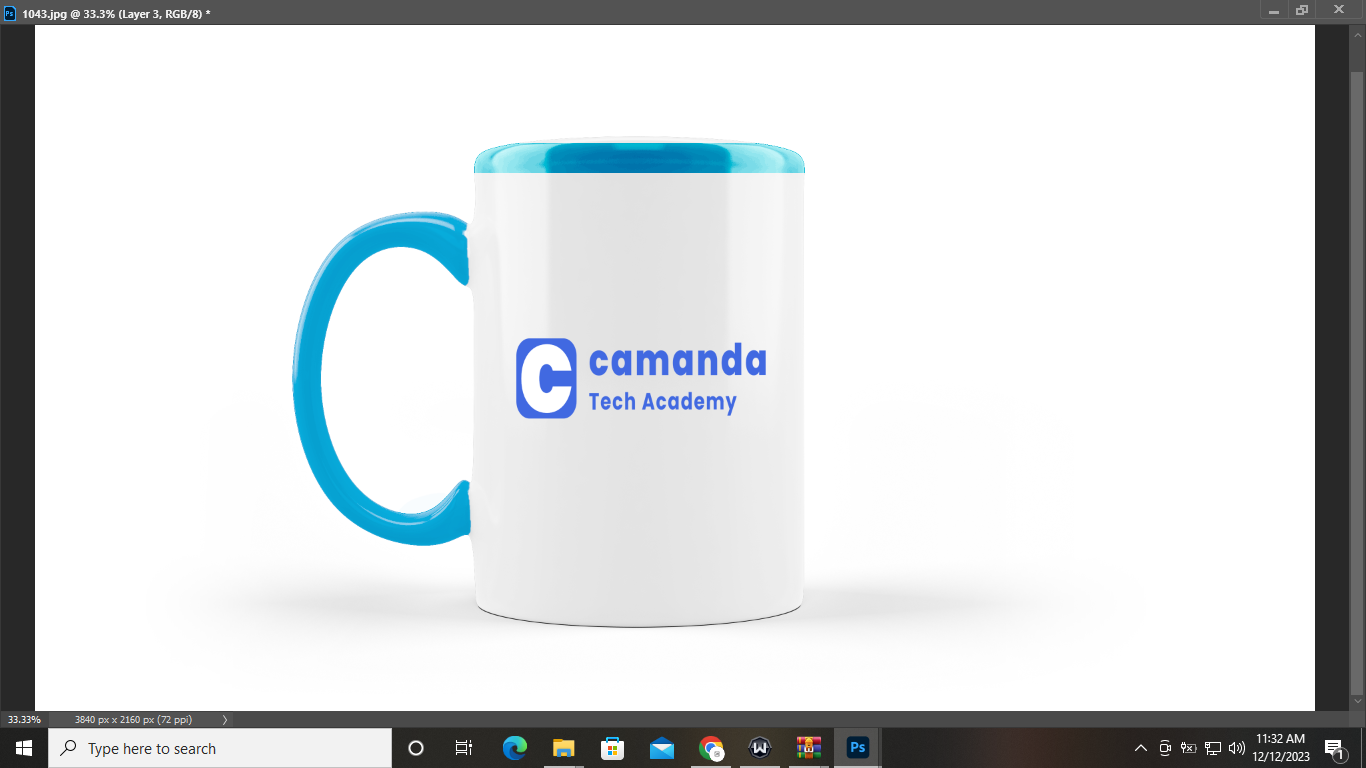 1043.jpg @ 33.3% (Layer 3, RGB/8) *
C camanda
Tech Academy
33.33% 3840 px x 2160 px (72 ppi)
Type here to search
Ps
11:32 AM
12/12/2023
1